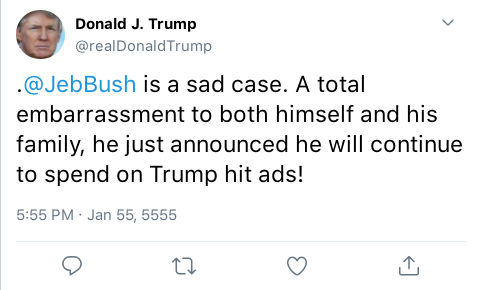 Donald J. Trump
@realDonaldTrump
.@JebBush is a sad case. A total
embarrassment to both himself and his
family, he just announced he will continue
to spend on Trump hit ads!
5:55 PM · Jan 55, 5555